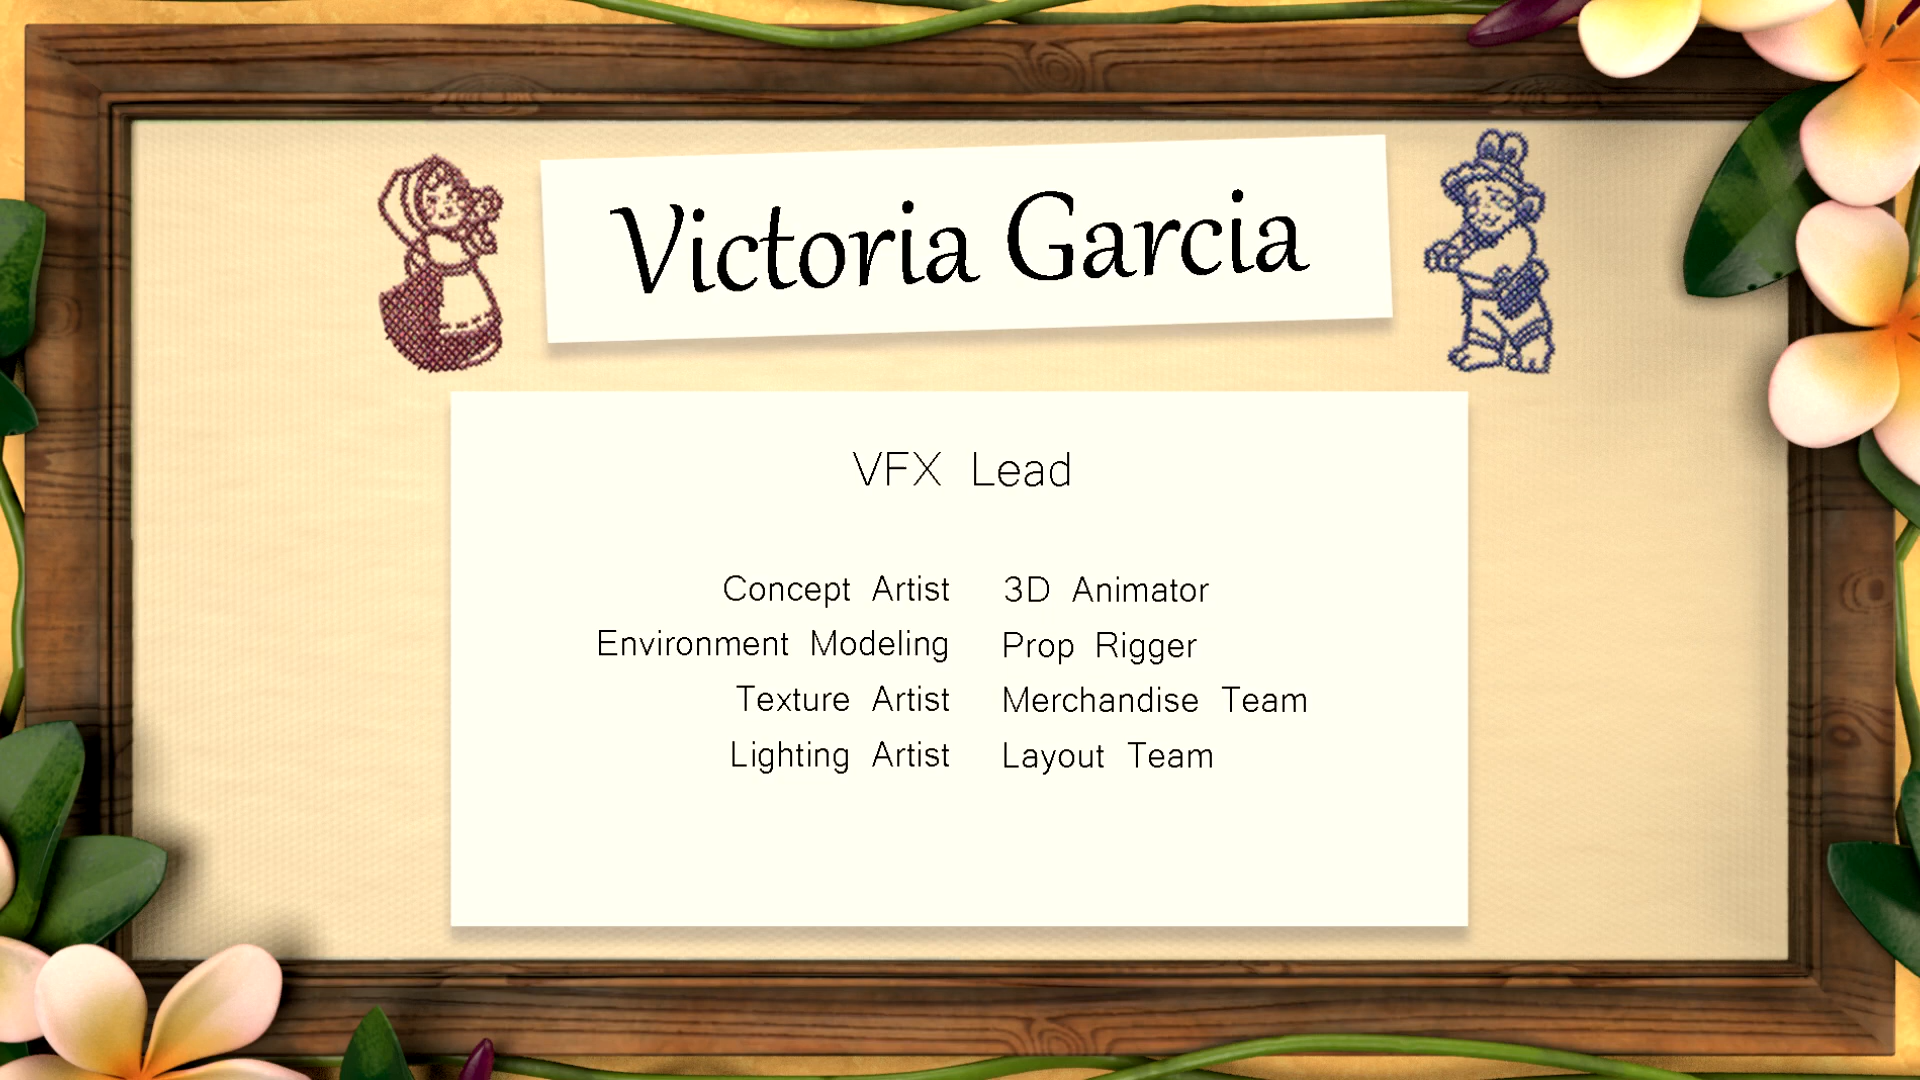 Victoria Garcia
VFX Lead
Concept Artist
Environment Modeling
Texture Artist
Lighting Artist
3D Animator
Prop Rigger
Merchandise Team
Layout Team